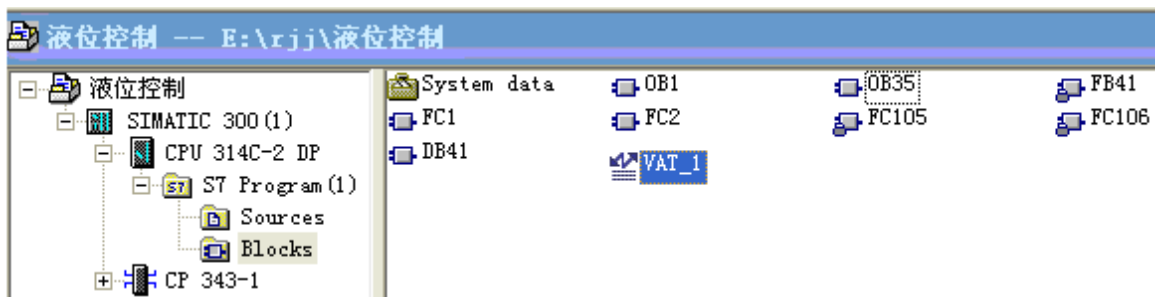 液位控制 -- E:\rjj\液位控制
液位控制
SIMATIC 300(1)
CPU 314C-2 DP
S7 Program(1)
Sources
Blocks
CP 343-1
System data OB1 OB35 FB41
FC1 FC2 FC105 FC106
DB41 VAT_1